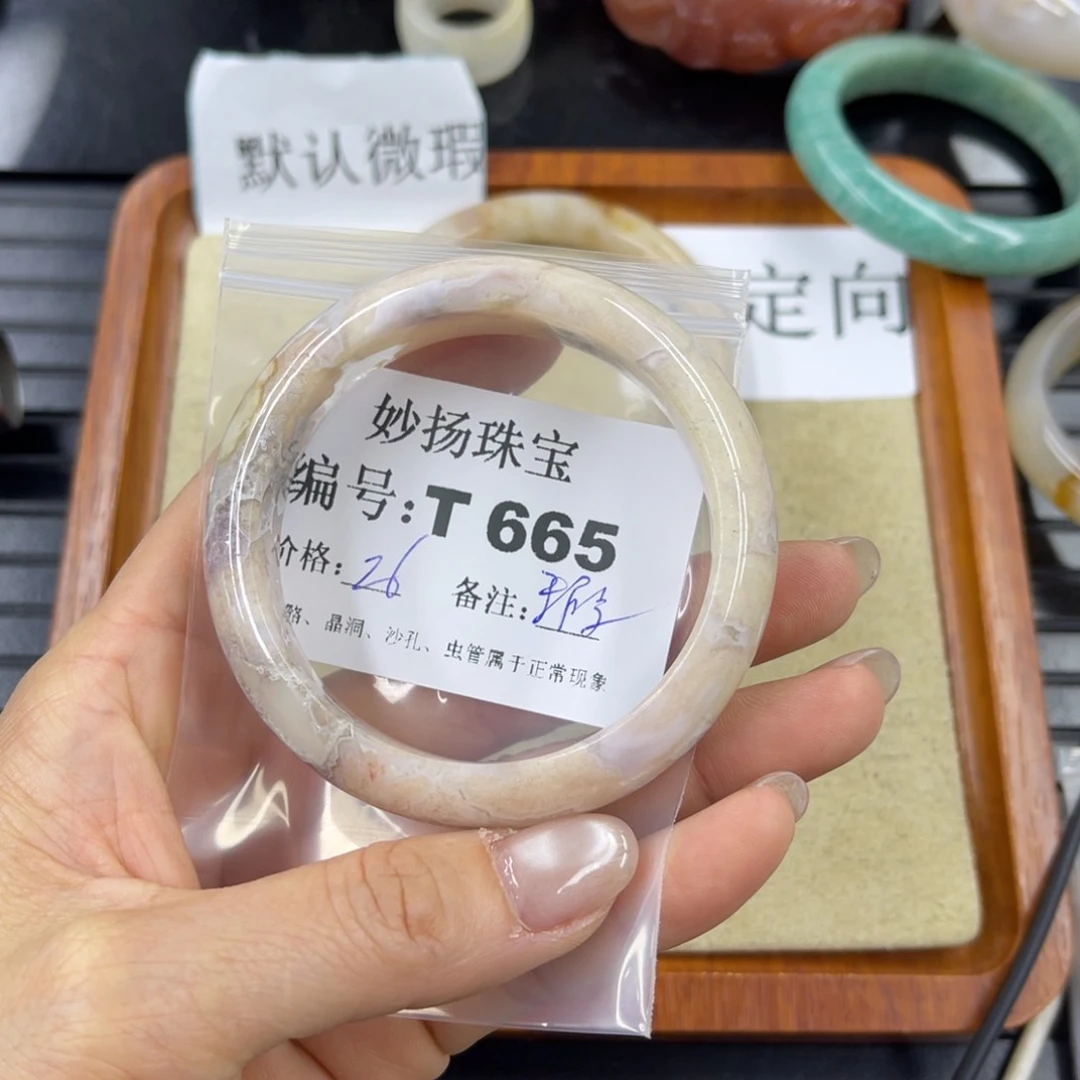 默认微瑕
定向
妙扬珠宝
编号:T 665
价格:26 备注:
、晶洞、沙孔、虫管属于正常现象